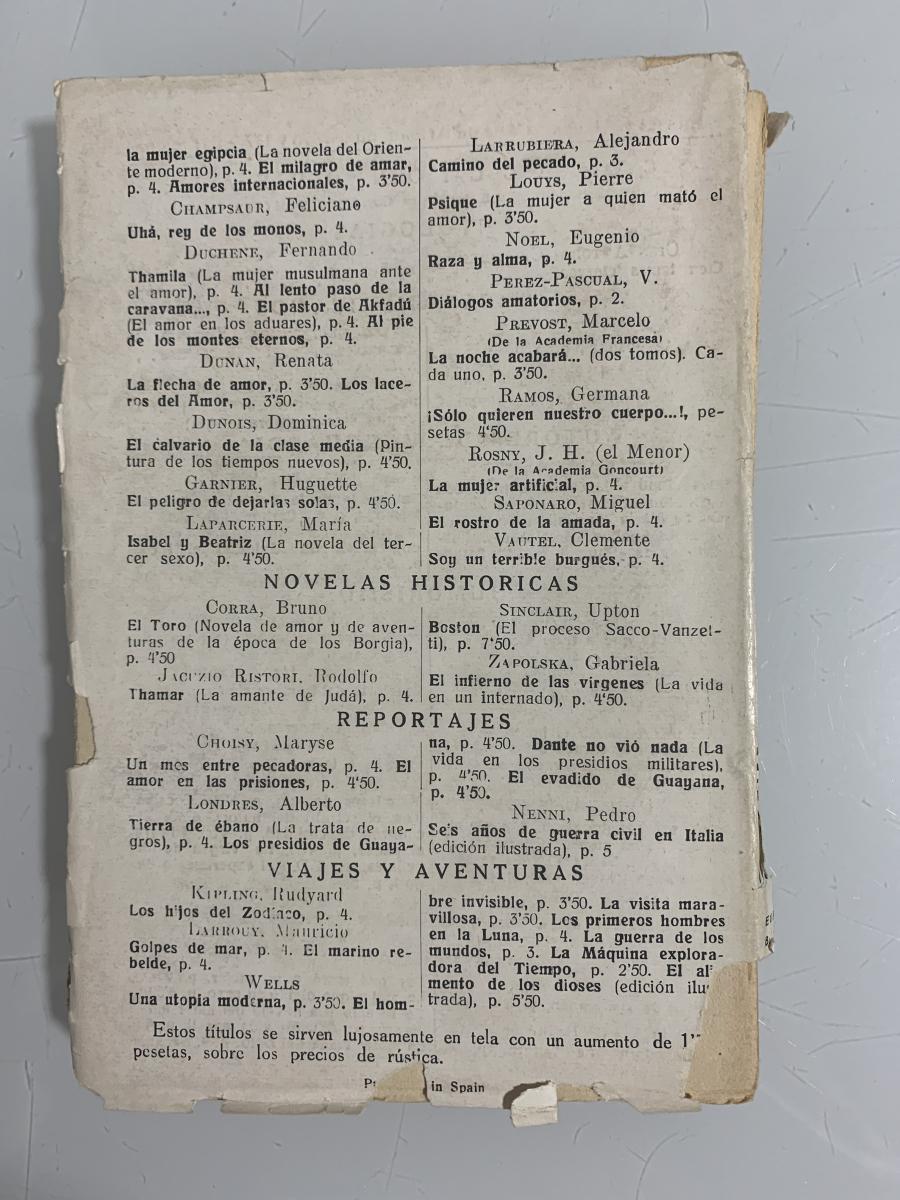 la mujer egipcia (La novela del Orien-
te moderno), p. 4. El milagro de amar,
p. 4. Amores internacionales, p. 3'50.
CHAMPSAUR, Feliciano
Uhá, rey de los monos, p. 4.
DUCHENE, Fernando
Thamila (La mujer musulmana ante
el amor), p. 4. Al lento paso de la
caravana..., p. 4. El pastor de Akfadú
(El amor en los aduares), p. 4. Al pie
de los montes eternos, p. 4.
DUNAN, Renata
La flecha de amor, p. 3'50. Los lace-
ros del Amor, p. 3'50.
DUNOIS, Dominica
El calvario de la clase media (Pin-
tura de los tiempos nuevos), p. 4'50.
GARNIER, Huguette
El peligro de dejarlas solas, p. 4'50.
LAPARCERIE, María
Isabel y Beatriz (La novela del ter-
cer sexo), p. 4'50.
LARRUBIERA, Alejandro
Camino del pecado, p. 3.
LOUYS, Pierre
Psique (La mujer a quien mató el
amor), p. 3'50.
NOEL, Eugenio
Raza y alma, p. 4.
PEREZ-PASCUAL, V.
Diálogos amatorios, p. 2.
PREVOST, Marcelo
(De la Academia Francesa)
La noche acabará... (dos tomos). Ca-
da uno, p. 3'50.
RAMOS, Germana
¡Sólo quieren nuestro cuerpo...!, pe-
setas 4'50.
ROSNY, J. H. (el Menor)
(De la Academia Goncourt)
La mujer artificial, p. 4.
SAPONARO, Miguel
El rostro de la amada, p. 4.
VAUTEL, Clemente
Soy un terrible burgués, p. 4.
NOVELAS HISTORICAS
CORRA, Bruno
El Toro (Novela de amor y de aven-
turas de la época de los Borgia),
p. 4'50
JACUZIO RISTORI, Rodolfo
Thamar (La amante de Judá), p. 4.
SINCLAIR, Upton
Boston (El proceso Sacco-Vanzet-
ti), p. 7'50.
ZAPOLSKA, Gabriela
El infierno de las vírgenes (La vida
en un internado), p. 4'50.
REPORTAJES
CHOISY, Maryse
Un mes entre pecadoras, p. 4. El
amor en las prisiones, p. 4'50.
LONDRES, Alberto
Tierra de ébano (La trata de ne-
gros), p. 4. Los presidios de Guaya-
na, p. 4'50. Dante no vió nada (La
vida en los presidios militares),
p. 4'50. El evadido de Guayana,
p. 4'50.
NENNI, Pedro
Seis años de guerra civil en Italia
(edición ilustrada), p. 5
VIAJES Y AVENTURAS
KIPLING, Rudyard
Los hijos del Zodíaco, p. 4.
LARROUY, Mauricio
Golpes de mar, p. 4. El marino re-
belde, p. 4.
WELLS
Una utopia moderna, p. 3'50. El hom-
bre invisible, p. 3'50. La visita mara-
villosa, p. 3'50. Los primeros hombres
en la Luna, p. 4. La guerra de los
mundos, p. 3. La Máquina explora-
dora del Tiempo, p. 2'50. El
mento de los dioses (edición
trada), p. 5'50.
Estos títulos se sirven lujosamente en tela con un aumento de
pesetas, sobre los precios de rústica.
in Spain